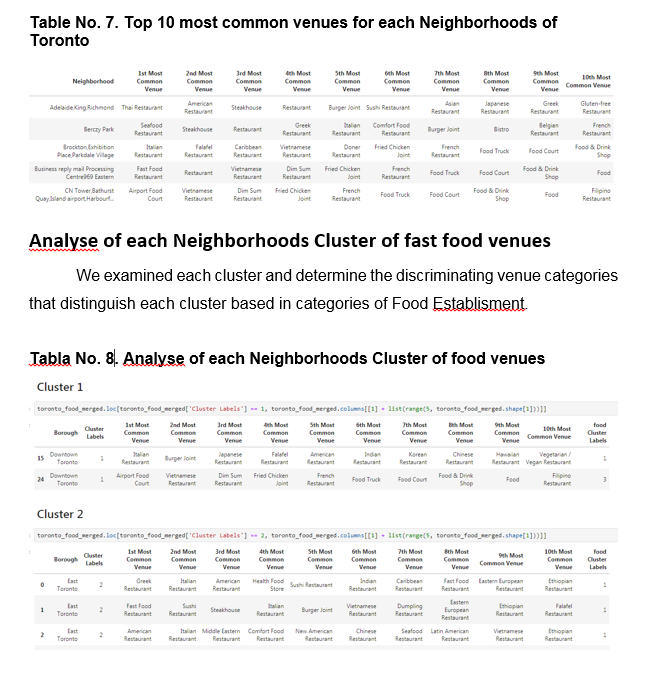 Table No. 7. Top 10 most common venues for each Neighborhoods of
Toronto
Neighborhood 1st Most Common Venue 2nd Most Common Venue 3rd Most Common Venue 4th Most Common Venue 5th Most Common Venue 6th Most Common Venue 7th Most Common Venue 8th Most Common Venue 9th Most Common Venue 10th Most Common Venue
Adelaide,King,Richmond Thai Restaurant American Restaurant Steakhouse Restaurant Burger Joint Sushi Restaurant Asian Restaurant Japanese Restaurant Greek Restaurant Gluten-free Restaurant
Berczy Park Seafood Restaurant Steakhouse Restaurant Greek Restaurant Italian Restaurant Comfort Food Restaurant Burger Joint Bistro Belgian Restaurant French Restaurant
Brockton,Exhibition Place,Parkdale Village Italian Restaurant Falafel Restaurant Caribbean Restaurant Vietnamese Restaurant Doner Restaurant Fried Chicken Joint French Restaurant Food Truck Food Court Food & Drink Shop
Business reply mail Processing Centre969 Eastern Fast Food Restaurant Restaurant Vietnamese Restaurant Dim Sum Restaurant Fried Chicken Joint French Restaurant Food Truck Food Court Food & Drink Shop Food
CN Tower,Bathurst Quay,Island airport,Harbourf... Airport Food Court Vietnamese Restaurant Dim Sum Restaurant Fried Chicken Joint French Restaurant Food Truck Food Court Food & Drink Shop Food Filipino Restaurant
Analyse of each Neighborhoods Cluster of fast food venues
We examined each cluster and determine the discriminating venue categories
that distinguish each cluster based in categories of Food Establisment.
Tabla No. 8. Analyse of each Neighborhoods Cluster of food venues
Cluster 1
toronto_food_merged.loc[toronto_food_merged['Cluster Labels'] == 1, toronto_food_merged.columns[[1] + list(range(5, toronto_food_merged.shape[1]))]]
Borough Cluster Labels 1st Most Common Venue 2nd Most Common Venue 3rd Most Common Venue 4th Most Common Venue 5th Most Common Venue 6th Most Common Venue 7th Most Common Venue 8th Most Common Venue 9th Most Common Venue 10th Most Common Venue food Cluster Labels
15 Downtown Toronto 1 Italian Restaurant Burger Joint Japanese Restaurant Falafel Restaurant American Restaurant Indian Restaurant Korean Restaurant Chinese Restaurant Hawaiian Restaurant Vegetarian / Vegan Restaurant 1
24 Downtown Toronto 1 Airport Food Court Vietnamese Restaurant Dim Sum Restaurant Fried Chicken Joint French Restaurant Food Truck Food Court Food & Drink Shop Food Filipino Restaurant 3
Cluster 2
toronto_food_merged.loc[toronto_food_merged['Cluster Labels'] == 2, toronto_food_merged.columns[[1] + list(range(5, toronto_food_merged.shape[1]))]]
Borough Cluster Labels 1st Most Common Venue 2nd Most Common Venue 3rd Most Common Venue 4th Most Common Venue 5th Most Common Venue 6th Most Common Venue 7th Most Common Venue 8th Most Common Venue 9th Most Common Venue 10th Most Common Venue food Cluster Labels
0 East Toronto 2 Greek Restaurant Italian Restaurant American Restaurant Health Food Store Sushi Restaurant Indian Restaurant Caribbean Restaurant Fast Food Restaurant Eastern European Restaurant Ethiopian Restaurant 1
1 East Toronto 2 Fast Food Restaurant Sushi Restaurant Steakhouse Italian Restaurant Burger Joint Vietnamese Restaurant Dumpling Restaurant Eastern European Restaurant Ethiopian Restaurant Falafel Restaurant 1
2 East Toronto 2 American Restaurant Italian Restaurant Middle Eastern Restaurant Comfort Food Restaurant New American Restaurant Chinese Restaurant Seafood Restaurant Latin American Restaurant Vietnamese Restaurant Ethiopian Restaurant 1